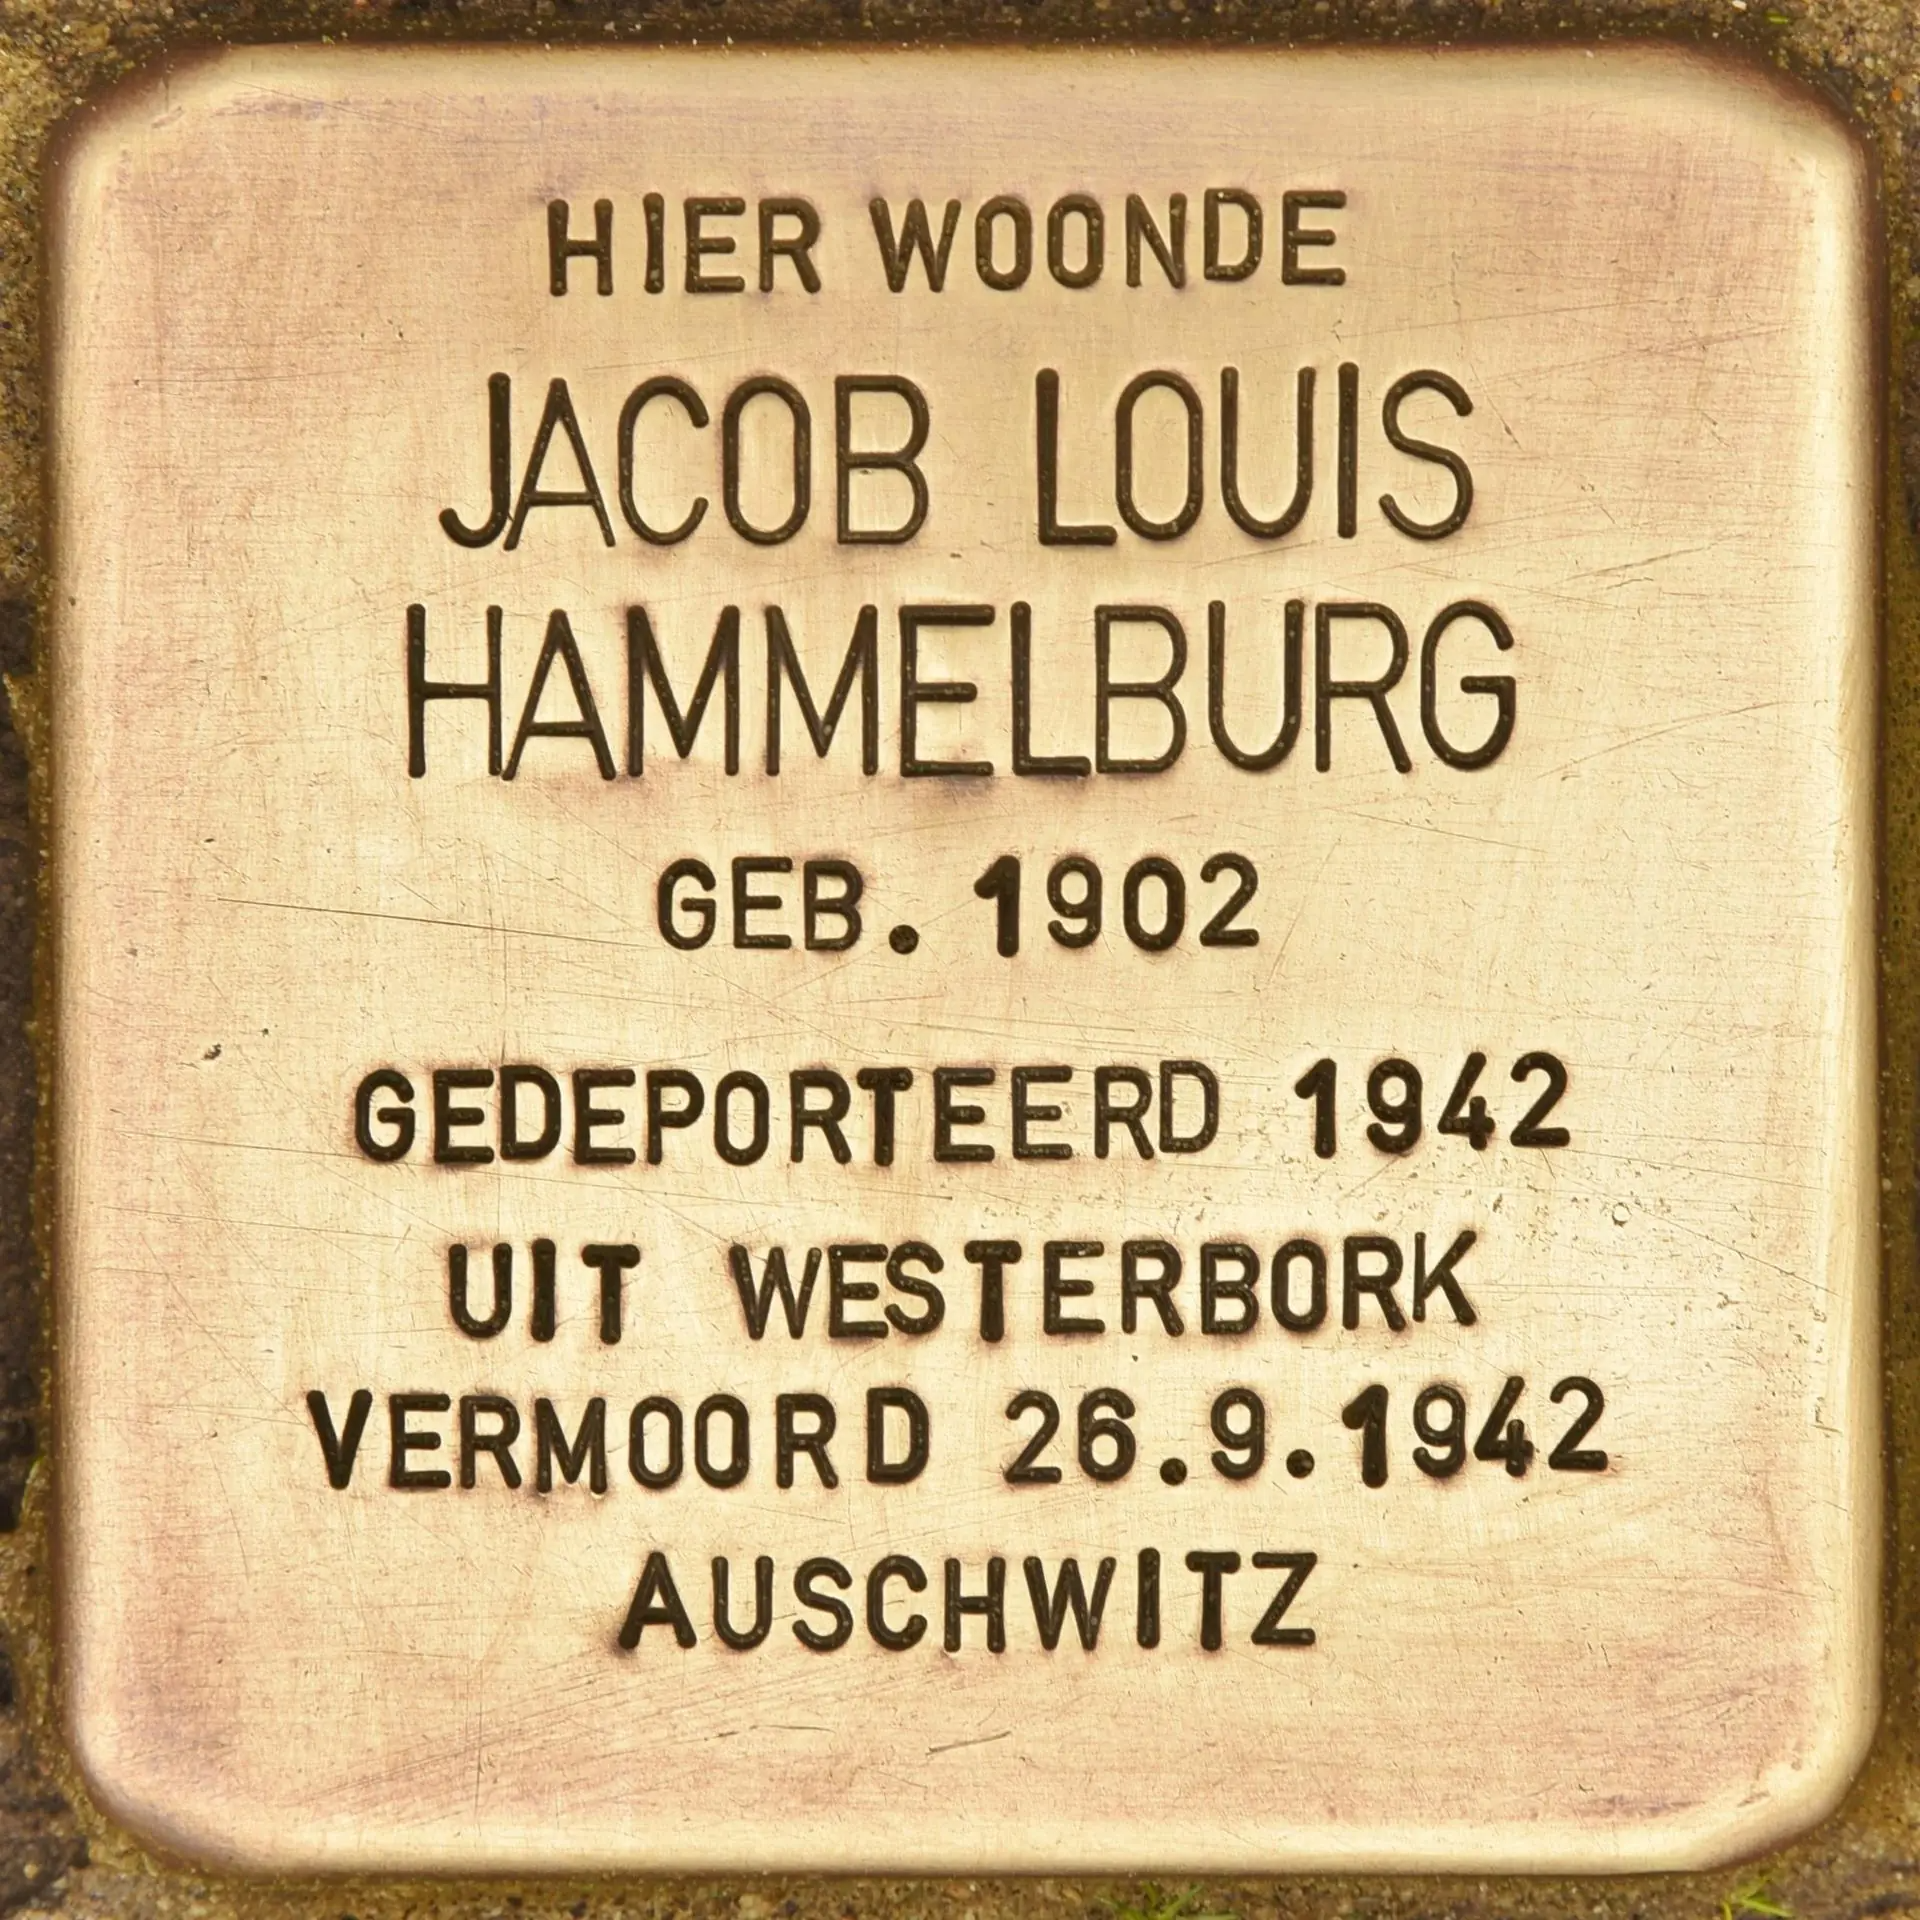 HIER WOONDE
JACOB LOUIS
HAMMELBURG
GEB. 1902
GEDEPORTEERD 1942
UIT WESTERBORK
VERMOORD 26.9.1942
AUSCHWITZ